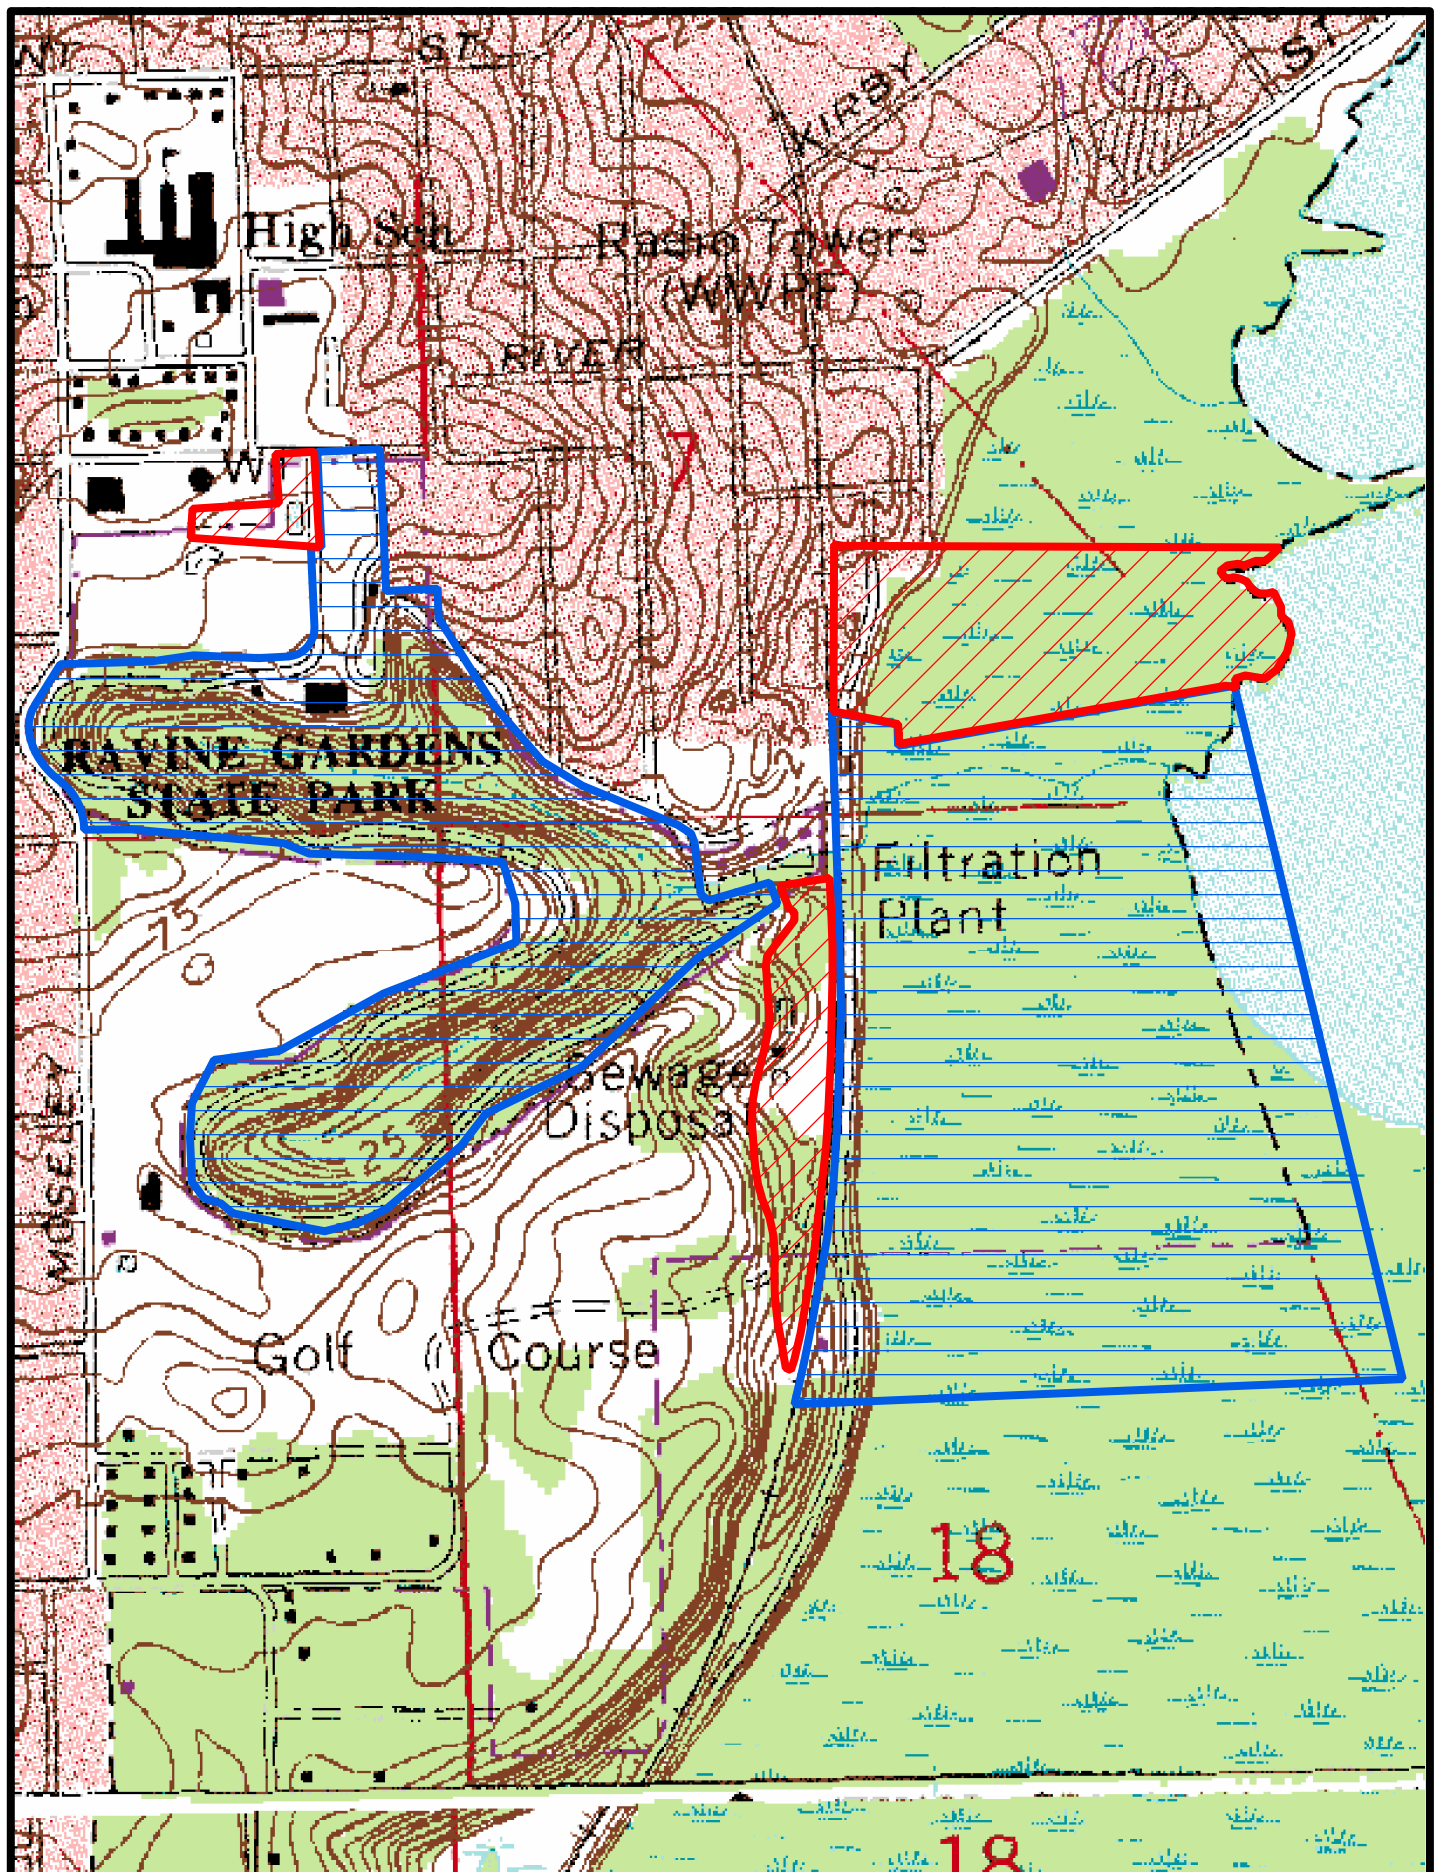 ST
ST
KIRBY
High Sch
Radio Towers
(WWPF)
RIVER
7
W
RAVINE GARDENS
STATE PARK
Filtration
Plant
75
Sewage
Disposal
25
MOSELEY
Golf Course
18
18